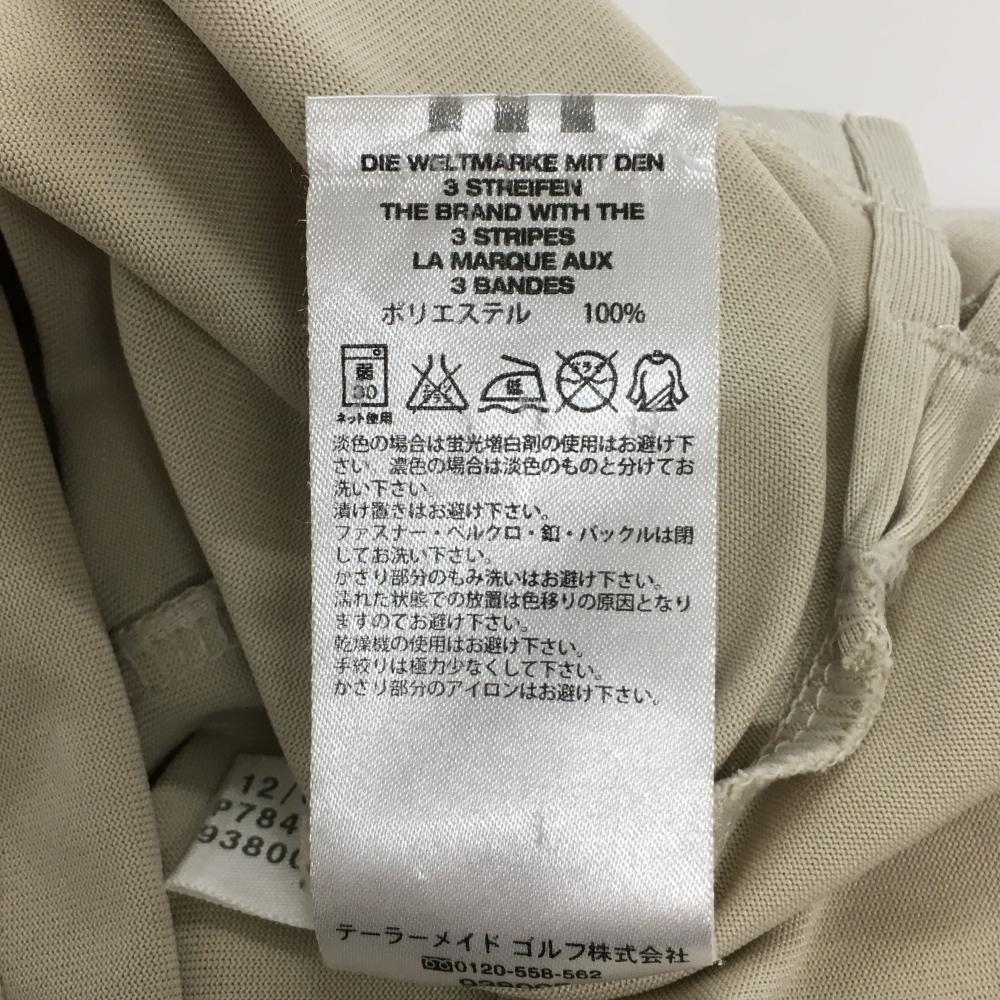 DIE WELTMARKE MIT DEN
3 STREIFEN
THE BRAND WITH THE
3 STRIPES
LA MARQUE AUX
3 BANDES
ポリエステル 100%
弱
30
ネット使用
低
ドライ
淡色の場合は蛍光増白剤の使用はお避け下
さい。濃色の場合は淡色のものと分けてお
洗い下さい。
漬け置きはお避け下さい。
ファスナー・ベルクロ・釦・バックルは閉
してお洗い下さい。
かざり部分のもみ洗いはお避け下さい。
濡れた状態での放置は色移りの原因となり
ますのでお避け下さい。
乾燥機の使用はお避け下さい。
手絞りは極力少なくして下さい。
かざり部分のアイロンはお避け下さい。
12/
P784
9380
テーラーメイド ゴルフ株式会社
0120-558-562